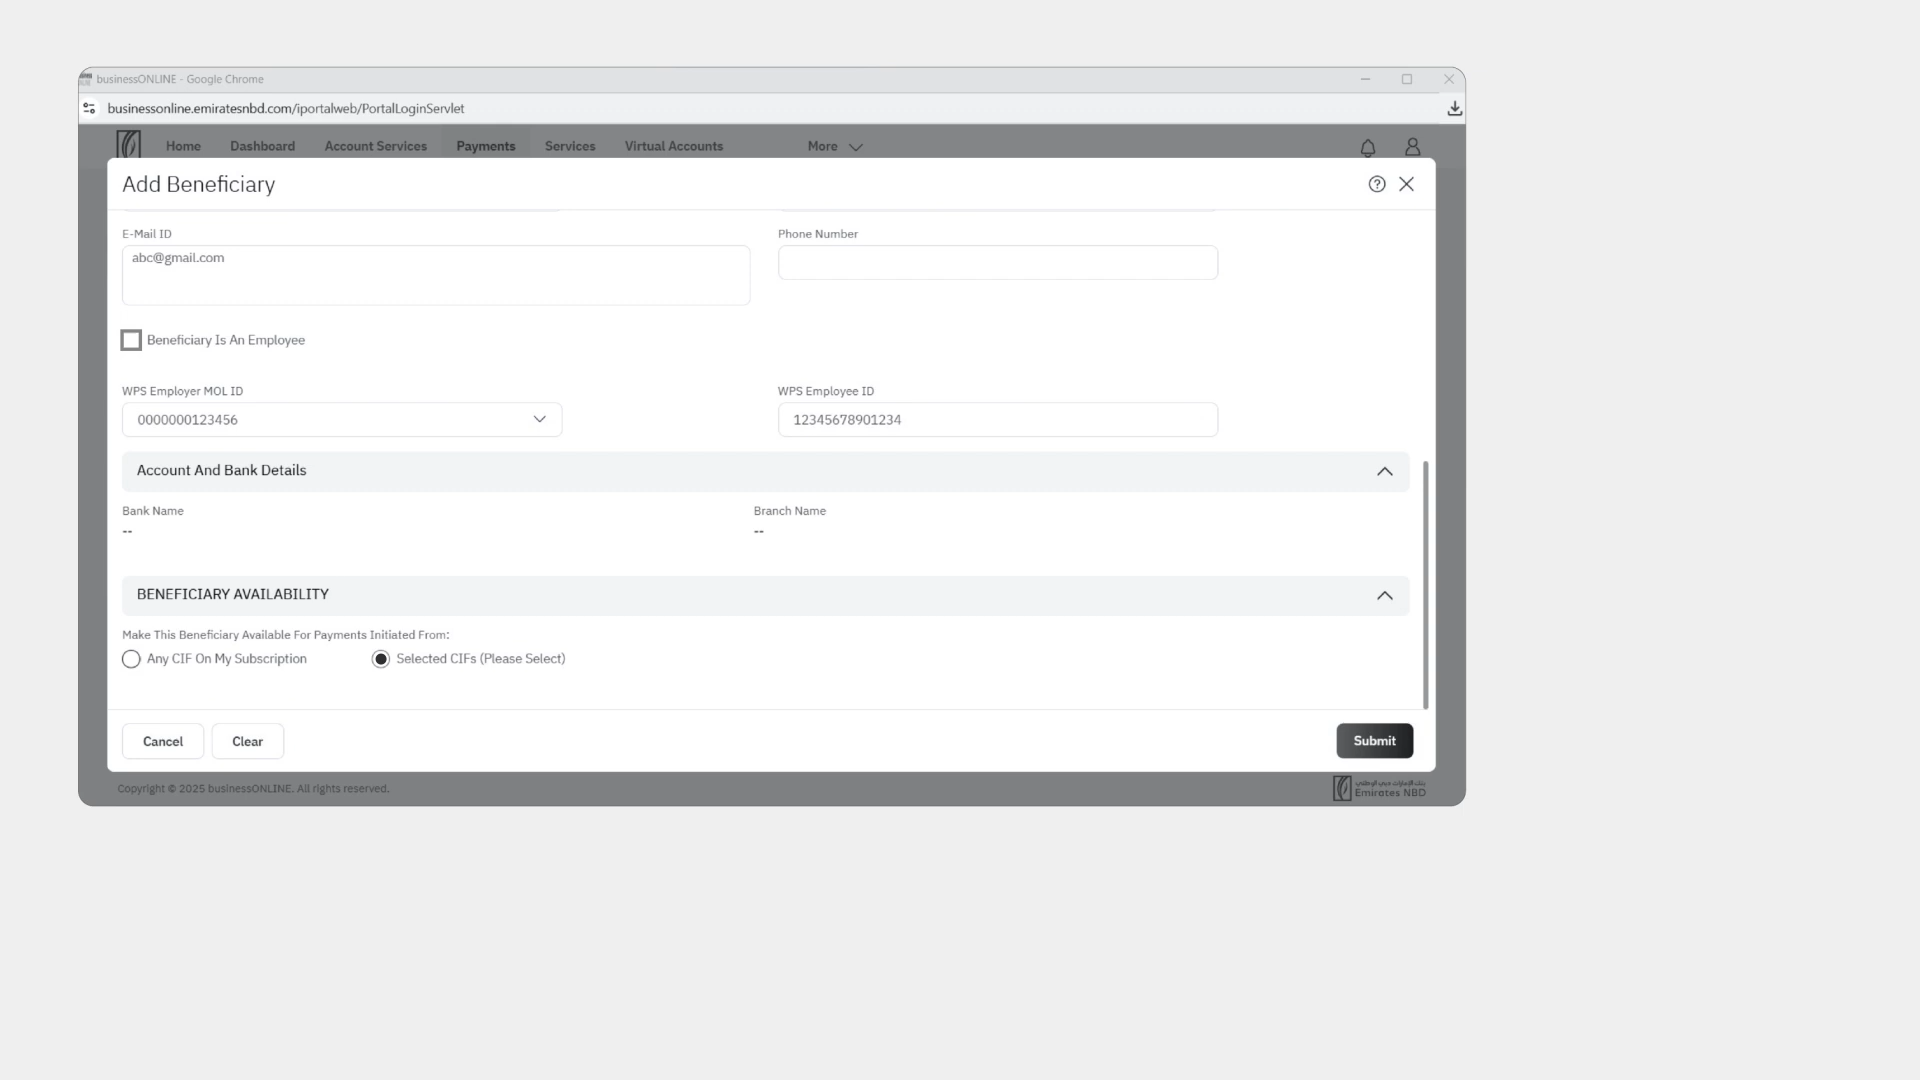 businessONLINE - Google Chrome
businessonline.emiratesnbd.com/iportalweb/PortalLoginServlet
Home Dashboard Account Services Payments Services Virtual Accounts More
Add Beneficiary
E-Mail ID Phone Number
abc@gmail.com
Beneficiary Is An Employee
WPS Employer MOL ID WPS Employee ID
0000000123456 12345678901234
Account And Bank Details
Bank Name Branch Name
-- --
BENEFICIARY AVAILABILITY
Make This Beneficiary Available For Payments Initiated From:
Any CIF On My Subscription Selected CIFs (Please Select)
Cancel Clear Submit
Copyright © 2025 businessONLINE. All rights reserved.
بنك الإمارات دبي الوطني
Emirates NBD